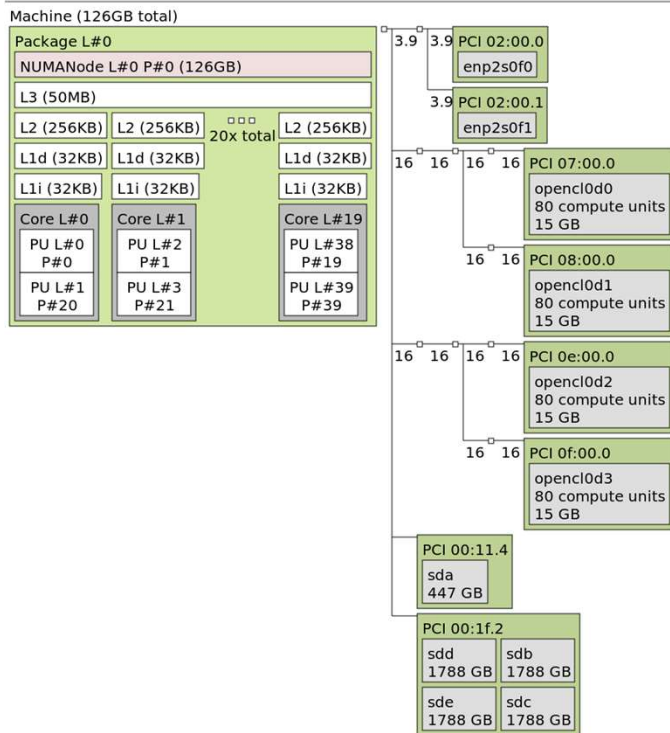 Machine (126GB total)
Package L#0
NUMANode L#0 P#0 (126GB)
L3 (50MB)
L2 (256KB) L2 (256KB) 20x total L2 (256KB)
L1d (32KB) L1d (32KB) L1d (32KB)
L1i (32KB) L1i (32KB) L1i (32KB)
Core L#0
PU L#0
P#0
PU L#1
P#20
Core L#1
PU L#2
P#1
PU L#3
P#21
Core L#19
PU L#38
P#19
PU L#39
P#39
3.9 3.9 PCI 02:00.0
enp2s0f0
3.9 PCI 02:00.1
enp2s0f1
16 16 16 16 PCI 07:00.0
opencl0d0
80 compute units
15 GB
16 16 PCI 08:00.0
opencl0d1
80 compute units
15 GB
16 16 16 16 PCI 0e:00.0
opencl0d2
80 compute units
15 GB
16 16 PCI 0f:00.0
opencl0d3
80 compute units
15 GB
PCI 00:11.4
sda
447 GB
PCI 00:1f.2
sdd
1788 GB
sdb
1788 GB
sde
1788 GB
sdc
1788 GB